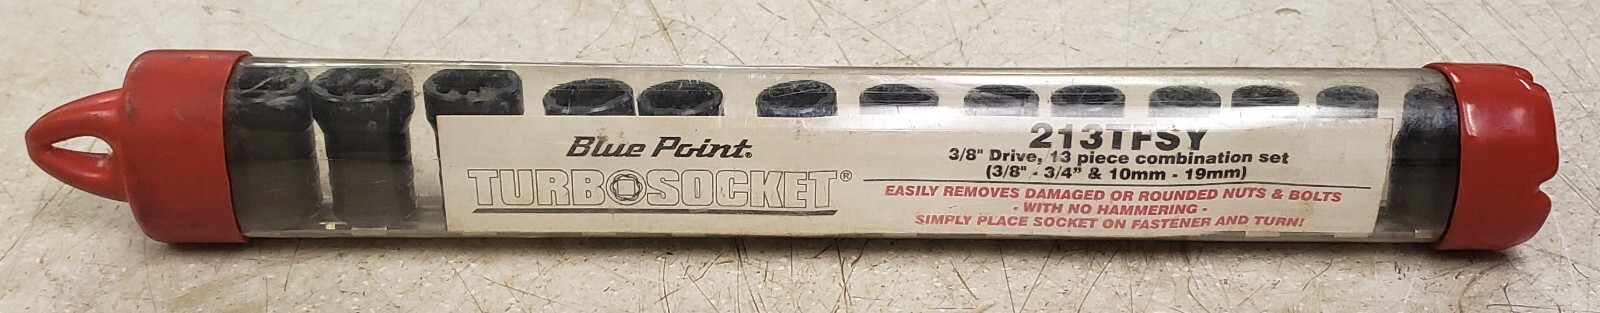 Blue Point®
TURBOSOCKET®
213TFSY
3/8" Drive, 13 piece combination set
(3/8" - 3/4" & 10mm - 19mm)
EASILY REMOVES DAMAGED OR ROUNDED NUTS & BOLTS
- WITH NO HAMMERING -
SIMPLY PLACE SOCKET ON FASTENER AND TURN!